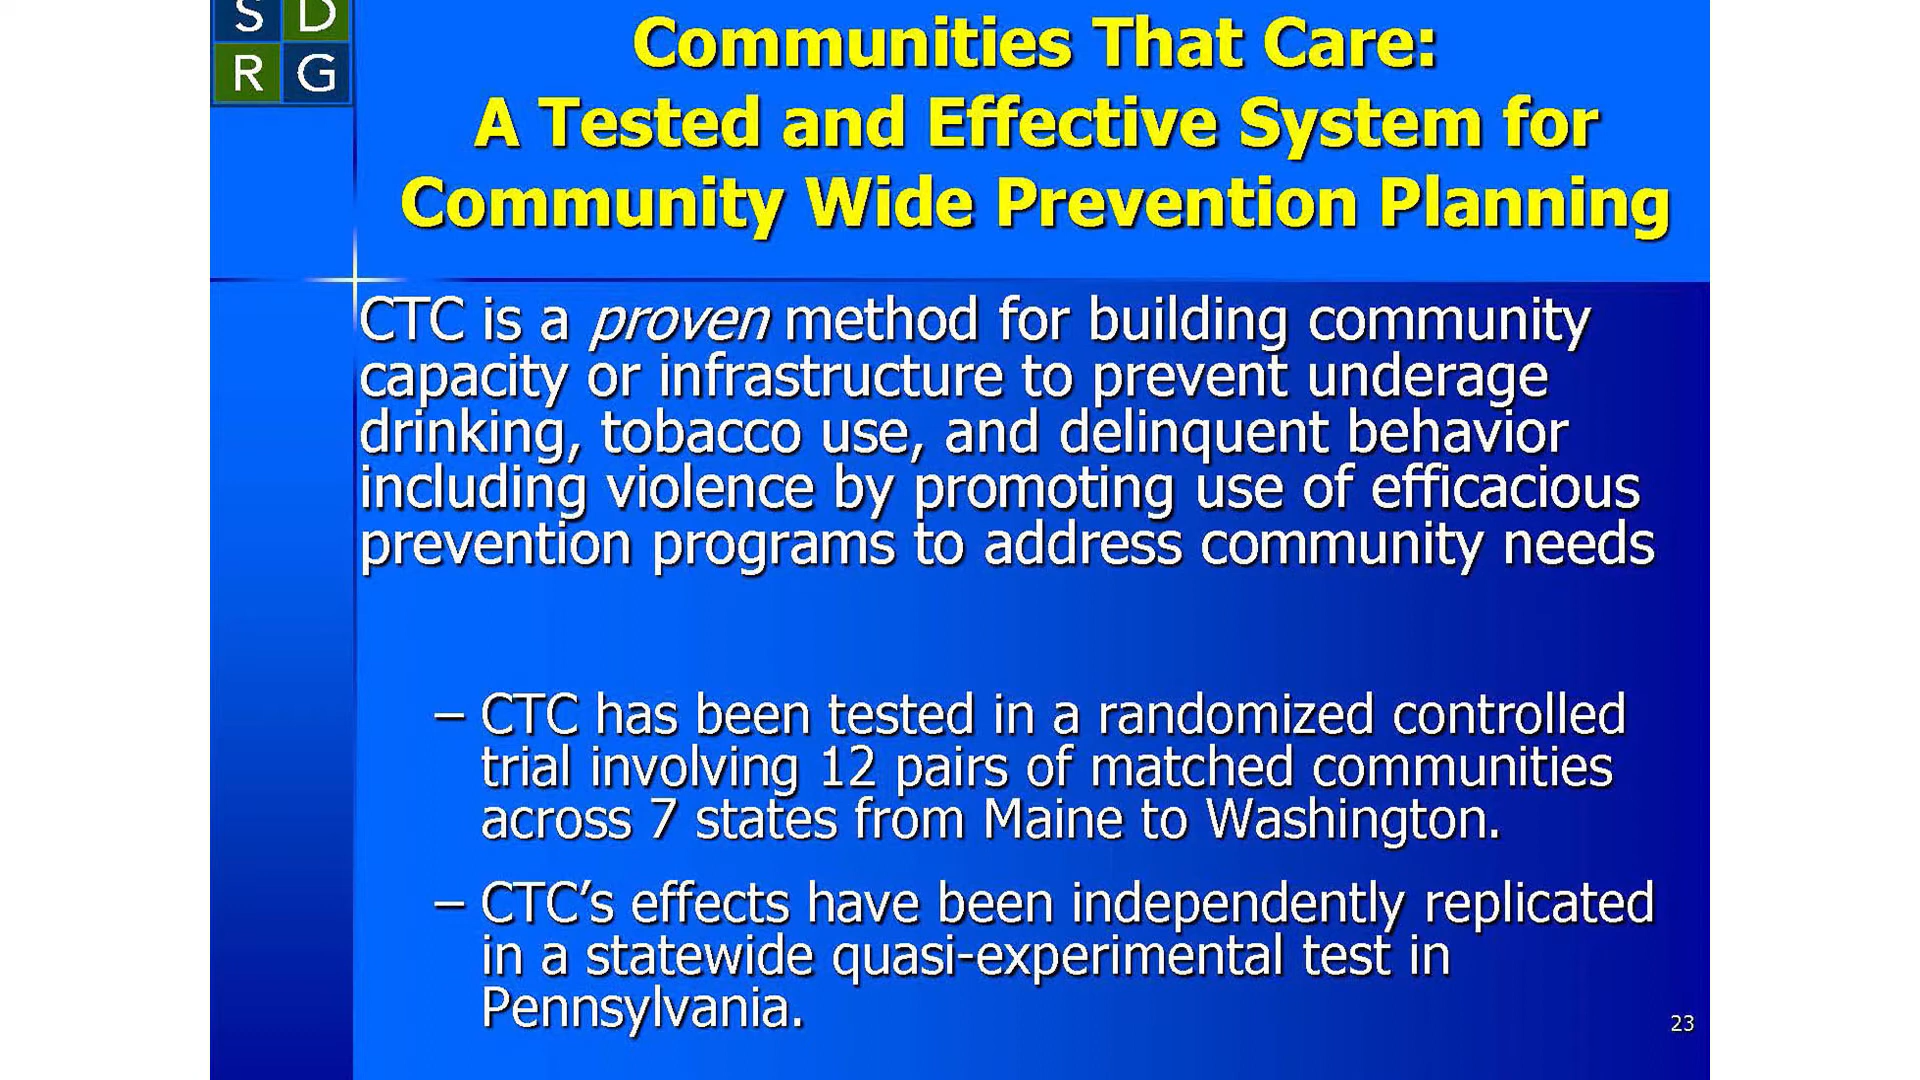 S D
R G
Communities That Care:
A Tested and Effective System for
Community Wide Prevention Planning
CTC is a proven method for building community
capacity or infrastructure to prevent underage
drinking, tobacco use, and delinquent behavior
including violence by promoting use of efficacious
prevention programs to address community needs
– CTC has been tested in a randomized controlled
trial involving 12 pairs of matched communities
across 7 states from Maine to Washington.
– CTC’s effects have been independently replicated
in a statewide quasi-experimental test in
Pennsylvania.
23